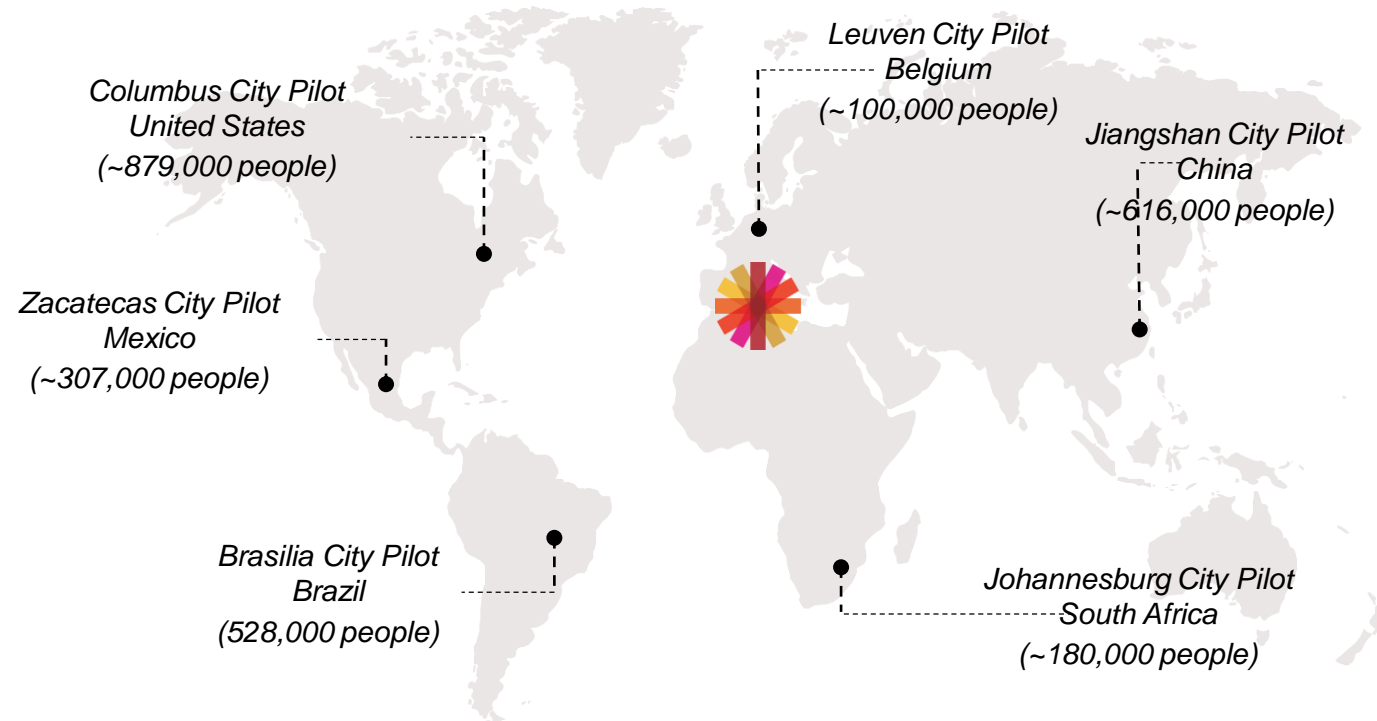 Leuven City Pilot
Belgium
(~100,000 people)
Columbus City Pilot
United States
(~879,000 people)
Jiangshan City Pilot
China
(~616,000 people)
Zacatecas City Pilot
Mexico
(~307,000 people)
Brasilia City Pilot
Brazil
(528,000 people)
Johannesburg City Pilot
South Africa
(~180,000 people)